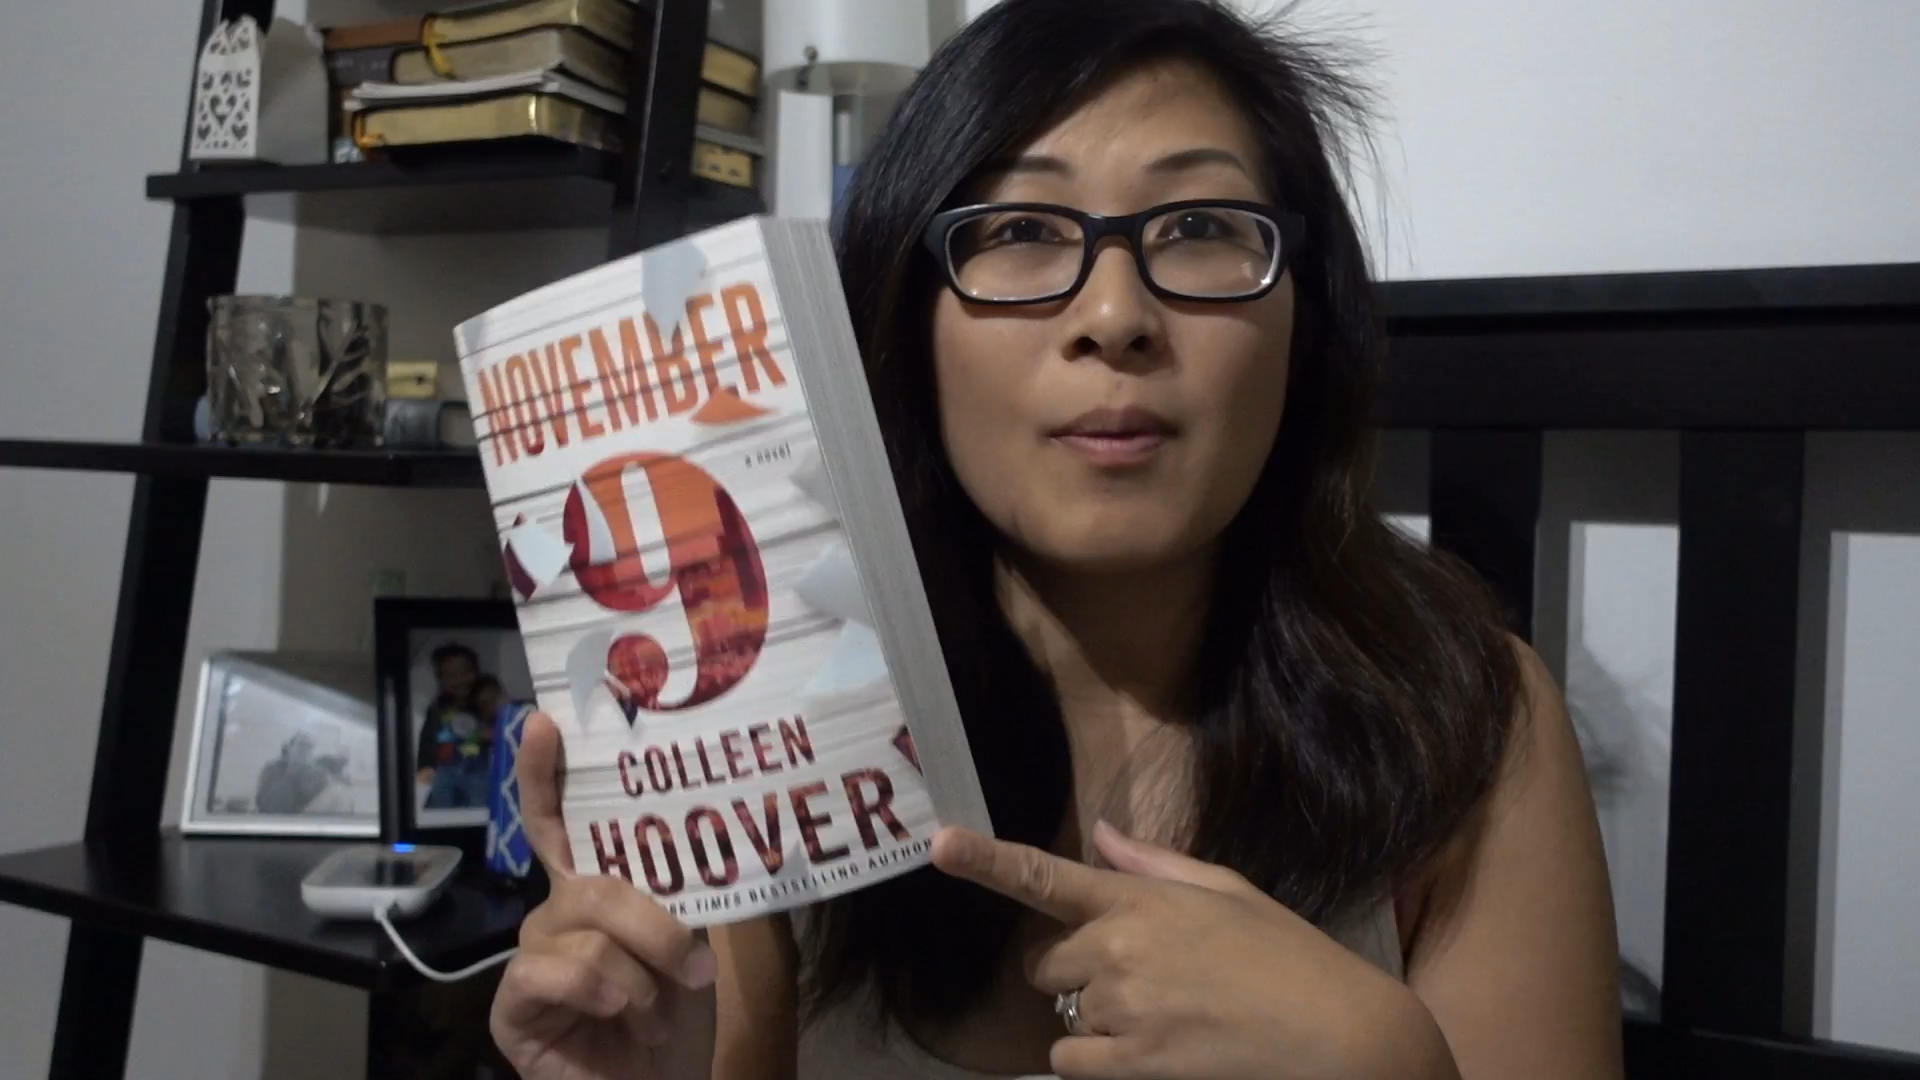 NOVEMBER
9
a novel
COLLEEN
HOOVER
TIMES BESTSELLING AUTHOR